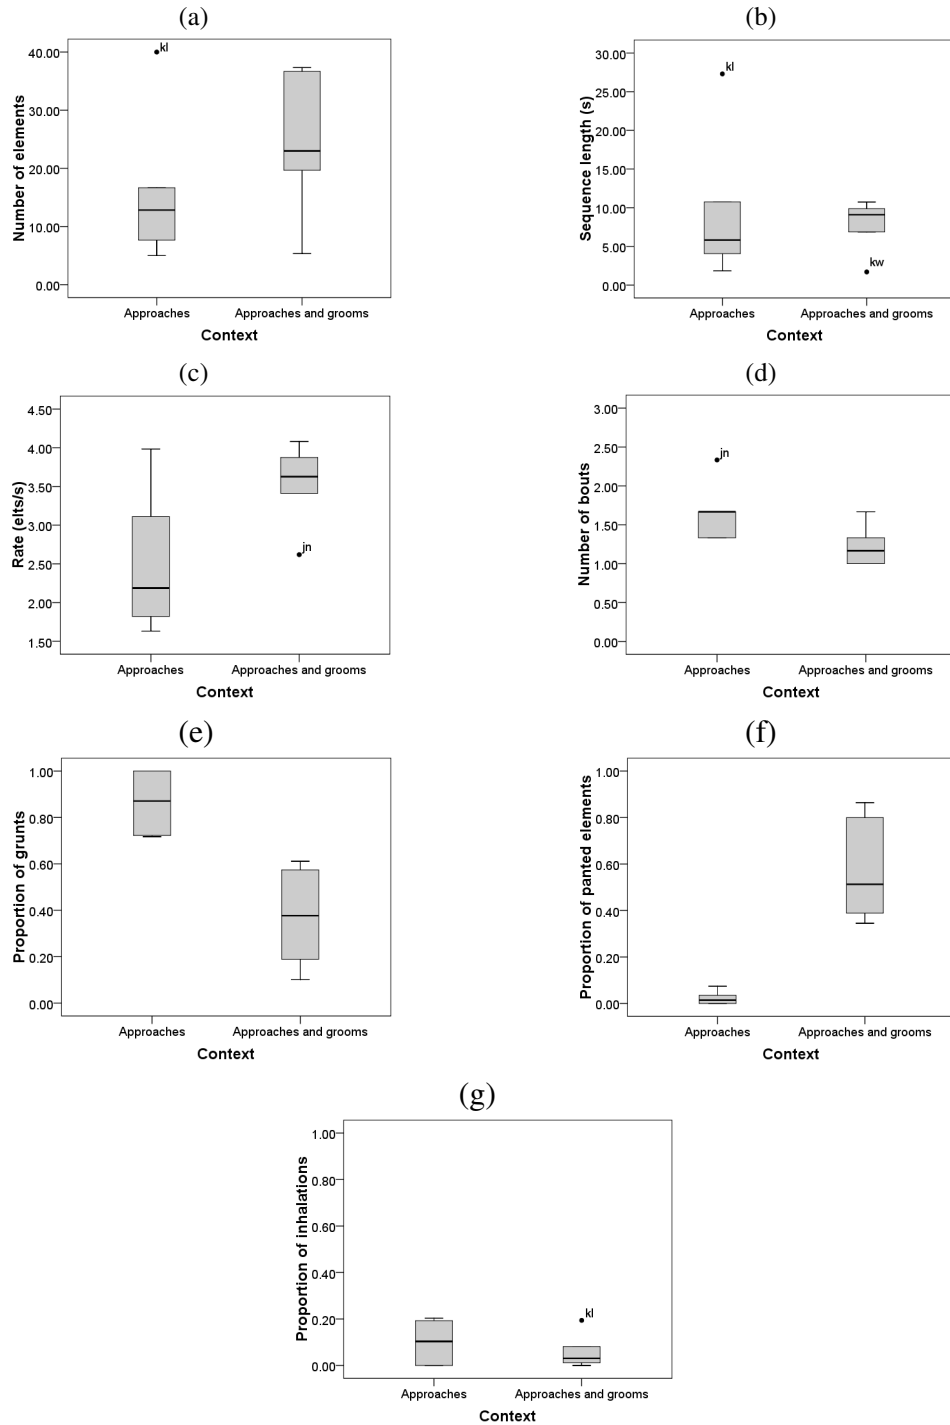 (a)
Number of elements
40.00
30.00
20.00
10.00
0.00
kl
Approaches
Approaches and grooms
Context
(b)
Sequence length (s)
30.00
25.00
20.00
15.00
10.00
5.00
0.00
kl
kw
Approaches
Approaches and grooms
Context
(c)
Rate (elts/s)
4.50
4.00
3.50
3.00
2.50
2.00
1.50
jn
Approaches
Approaches and grooms
Context
(d)
Number of bouts
3.00
2.50
2.00
1.50
1.00
0.50
0.00
jn
Approaches
Approaches and grooms
Context
(e)
Proportion of grunts
1.00
0.80
0.60
0.40
0.20
0.00
Approaches
Approaches and grooms
Context
(f)
Proportion of panted elements
1.00
0.80
0.60
0.40
0.20
0.00
Approaches
Approaches and grooms
Context
(g)
Proportion of inhalations
1.00
0.80
0.60
0.40
0.20
0.00
kl
Approaches
Approaches and grooms
Context